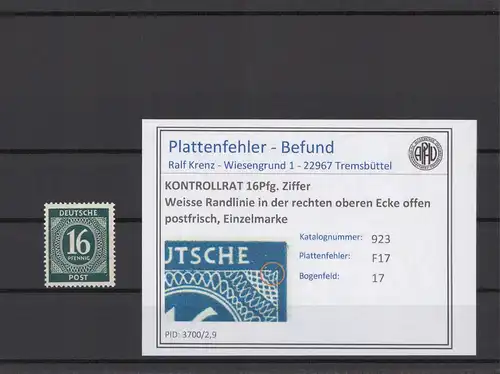 DEUTSCHE
16
PFENNIG
POST
Plattenfehler - Befund
Ralf Krenz - Wiesengrund 1 - 22967 Tremsbüttel
APHV
KONTROLLRAT 16Pfg. Ziffer
Weisse Randlinie in der rechten oberen Ecke offen
postfrisch, Einzelmarke
UTSCHE
Katalognummer: 923
Plattenfehler: F17
Bogenfeld: 17
PID: 3700/2,9